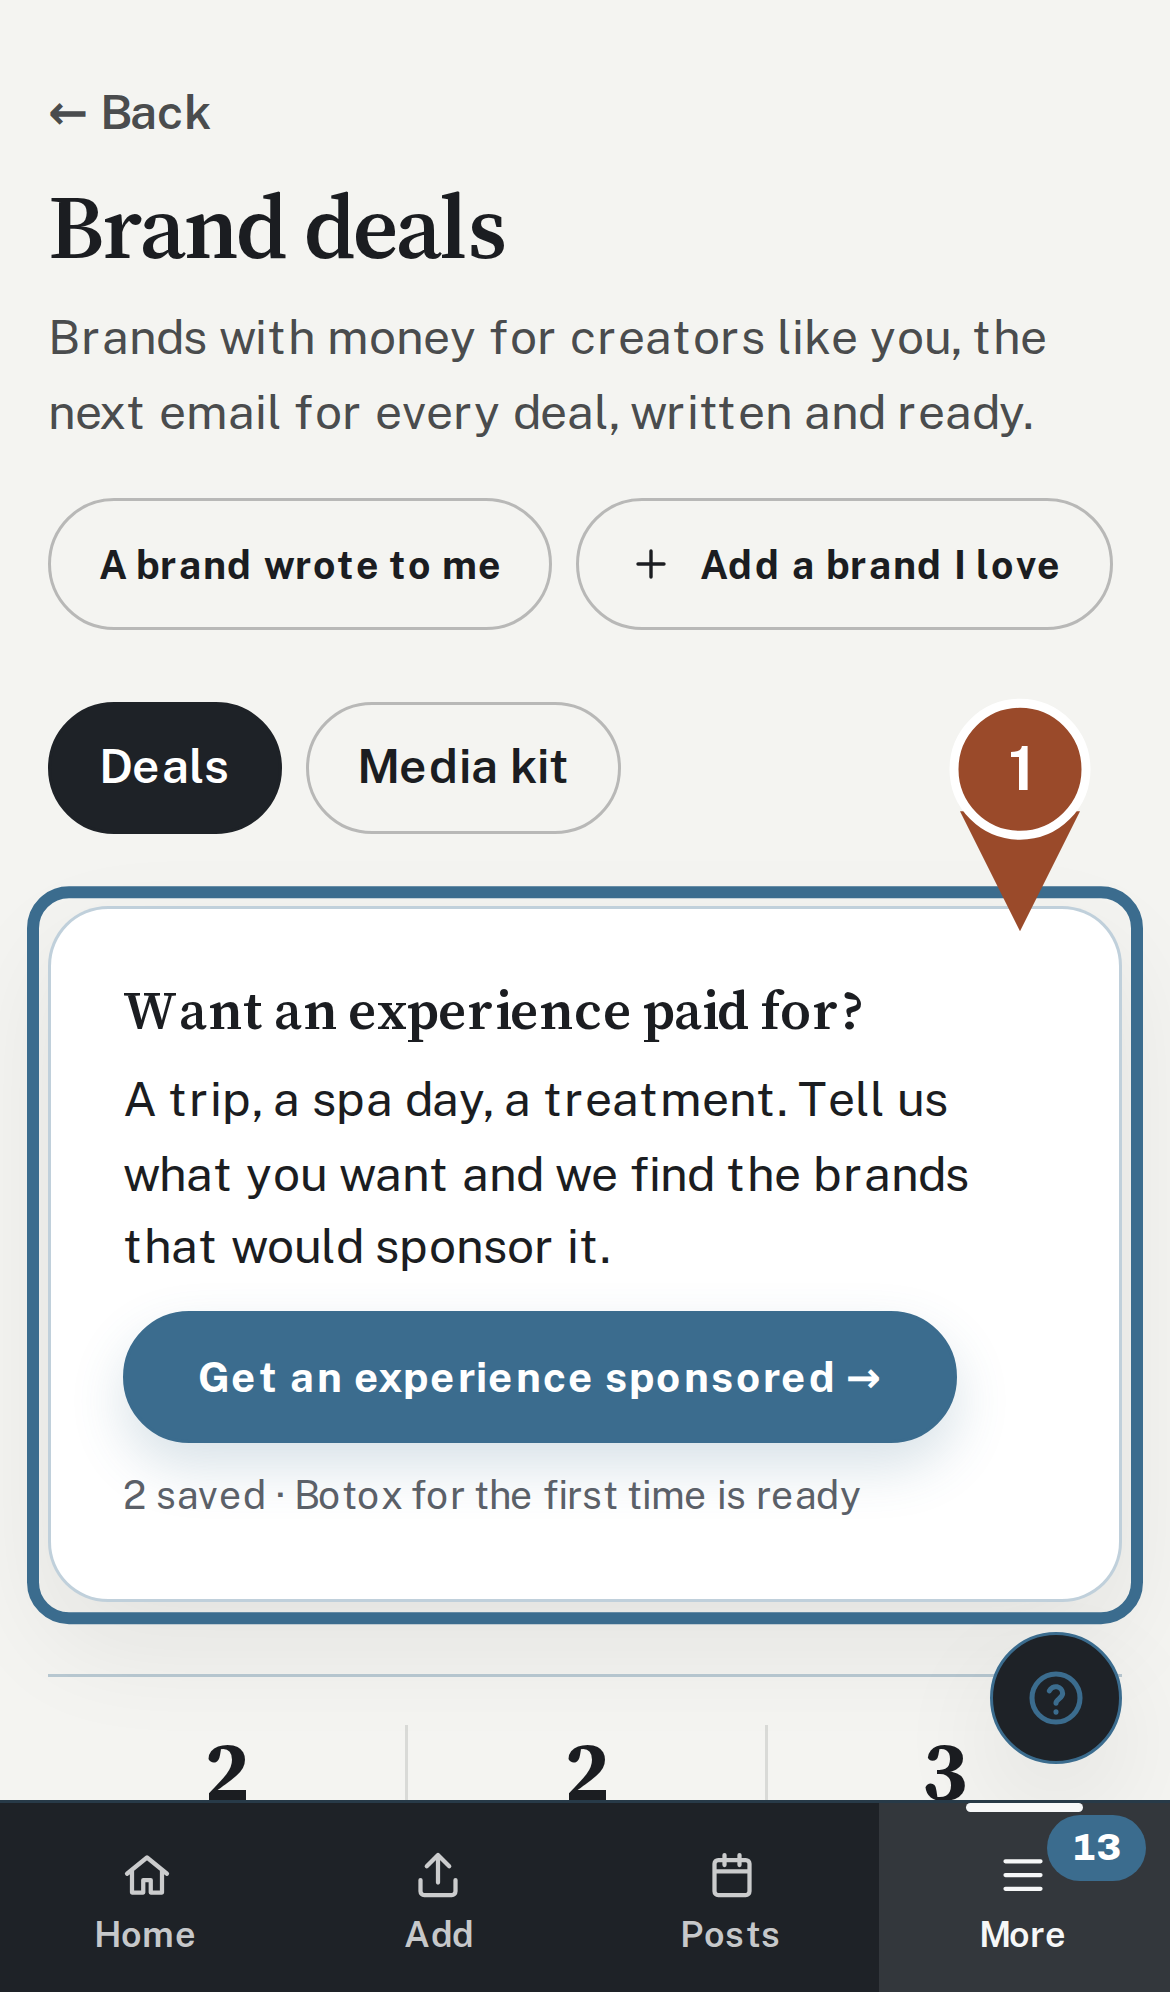 ← Back
Brand deals
Brands with money for creators like you, the
next email for every deal, written and ready.
A brand wrote to me
+ Add a brand I love
Deals
Media kit
1
Want an experience paid for?
A trip, a spa day, a treatment. Tell us
what you want and we find the brands
that would sponsor it.
Get an experience sponsored →
2 saved · Botox for the first time is ready
?
2
2
3
13
Home
Add
Posts
More